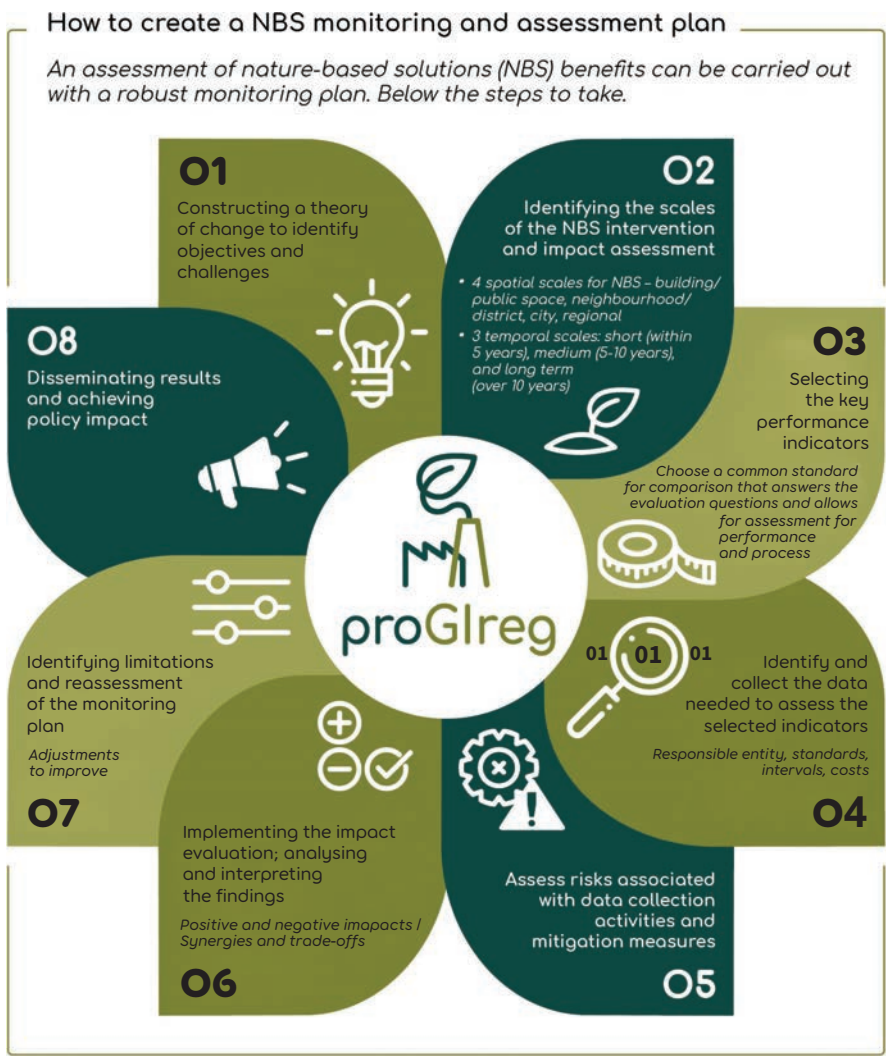 How to create a NBS monitoring and assessment plan
An assessment of nature-based solutions (NBS) benefits can be carried out
with a robust monitoring plan. Below the steps to take.
01
Constructing a theory
of change to identify
objectives and
challenges
02
Identifying the scales
of the NBS intervention
and impact assessment
• 4 spatial scales for NBS – building/
public space, neighbourhood/
district, city, regional
• 3 temporal scales: short (within
5 years), medium (5-10 years),
and long term
(over 10 years)
03
Selecting
the key
performance
indicators
Choose a common standard
for comparison that answers the
evaluation questions and allows
for assessment for
performance
and process
01 01 01
Identify and
collect the data
needed to assess the
selected indicators
Responsible entity, standards,
intervals, costs
04
Assess risks associated
with data collection
activities and
mitigation measures
05
Implementing the impact
evaluation; analysing
and interpreting
the findings
Positive and negative imapacts /
Synergies and trade-offs
06
Identifying limitations
and reassessment
of the monitoring
plan
Adjustments
to improve
07
08
Disseminating results
and achieving
policy impact
proGIreg